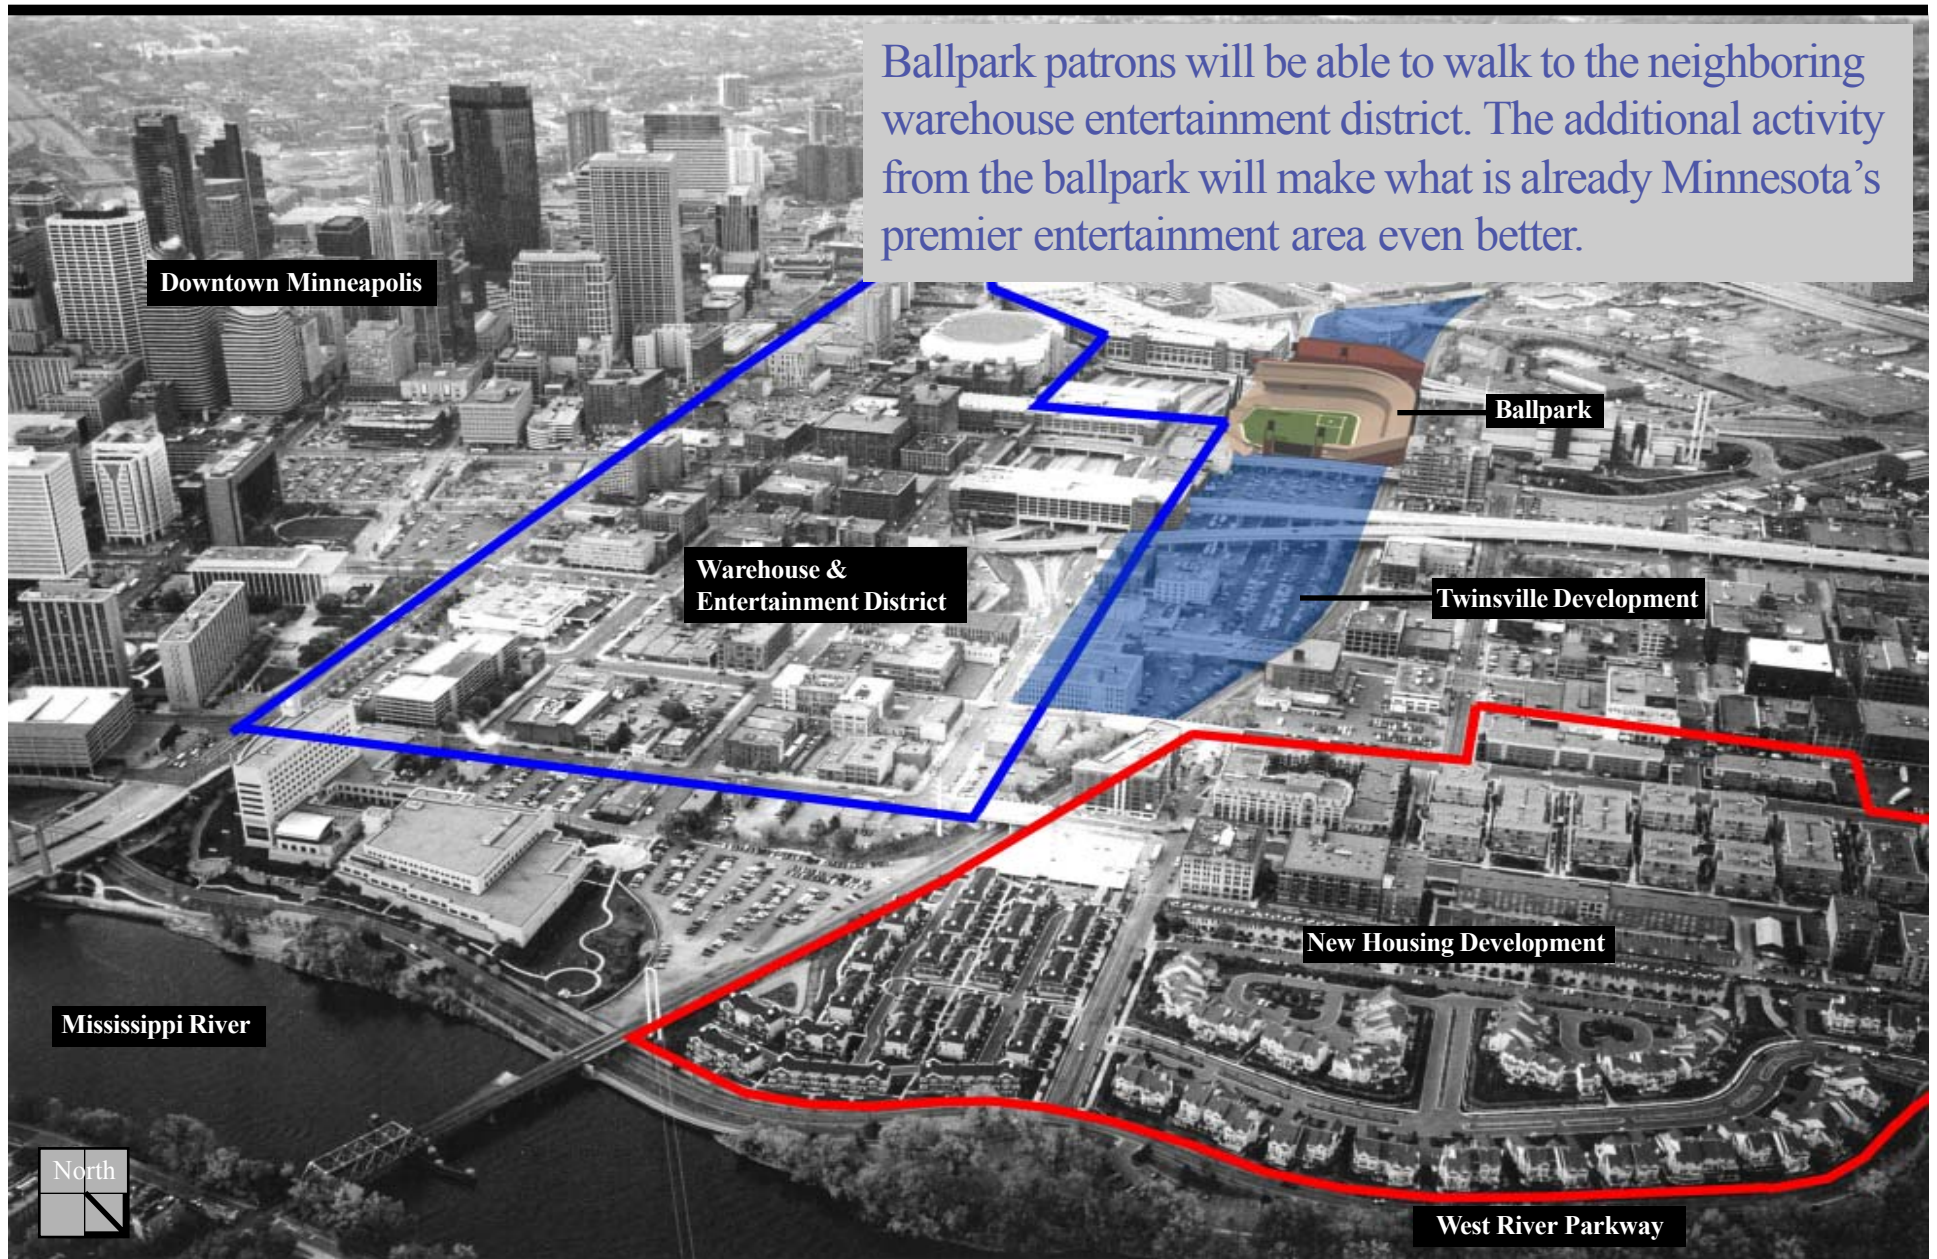 Ballpark patrons will be able to walk to the neighboring
warehouse entertainment district. The additional activity
from the ballpark will make what is already Minnesota’s
premier entertainment area even better.
Downtown Minneapolis
Ballpark
Warehouse &
Entertainment District
Twinsville Development
New Housing Development
Mississippi River
North
West River Parkway